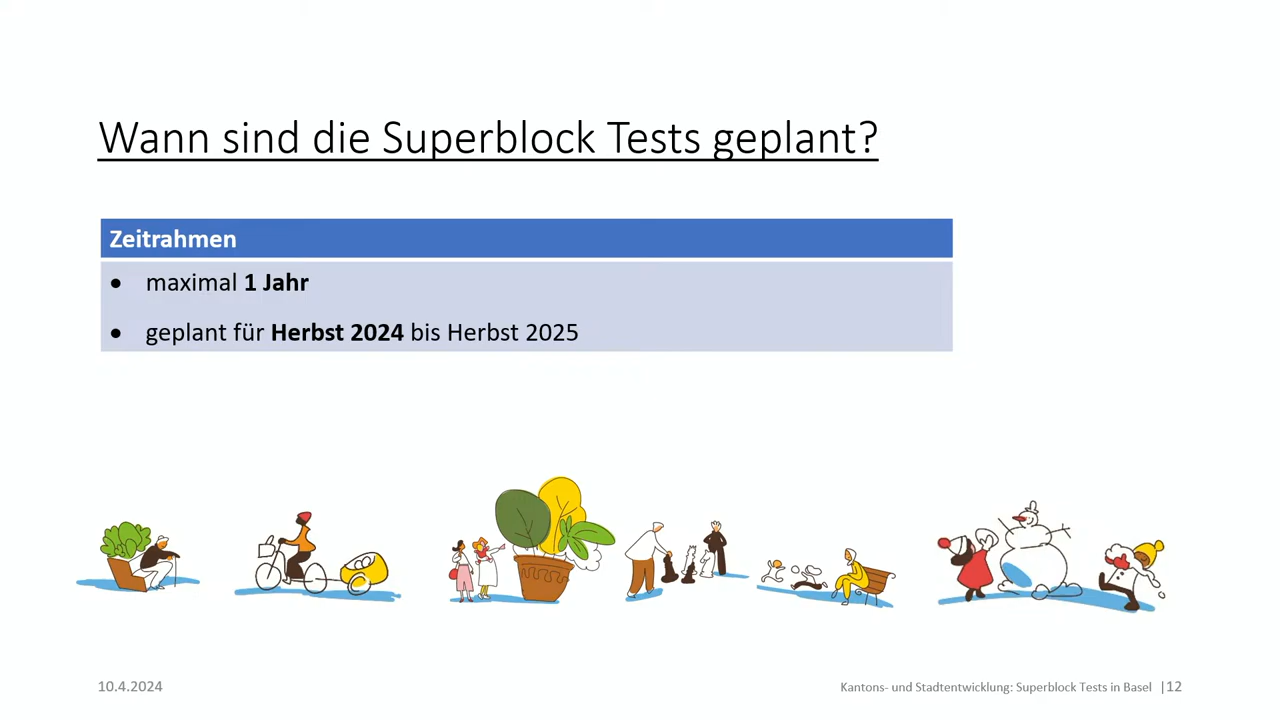 Wann sind die Superblock Tests geplant?
Zeitrahmen
• maximal 1 Jahr
• geplant für Herbst 2024 bis Herbst 2025
10.4.2024
Kantons- und Stadtentwicklung: Superblock Tests in Basel |12